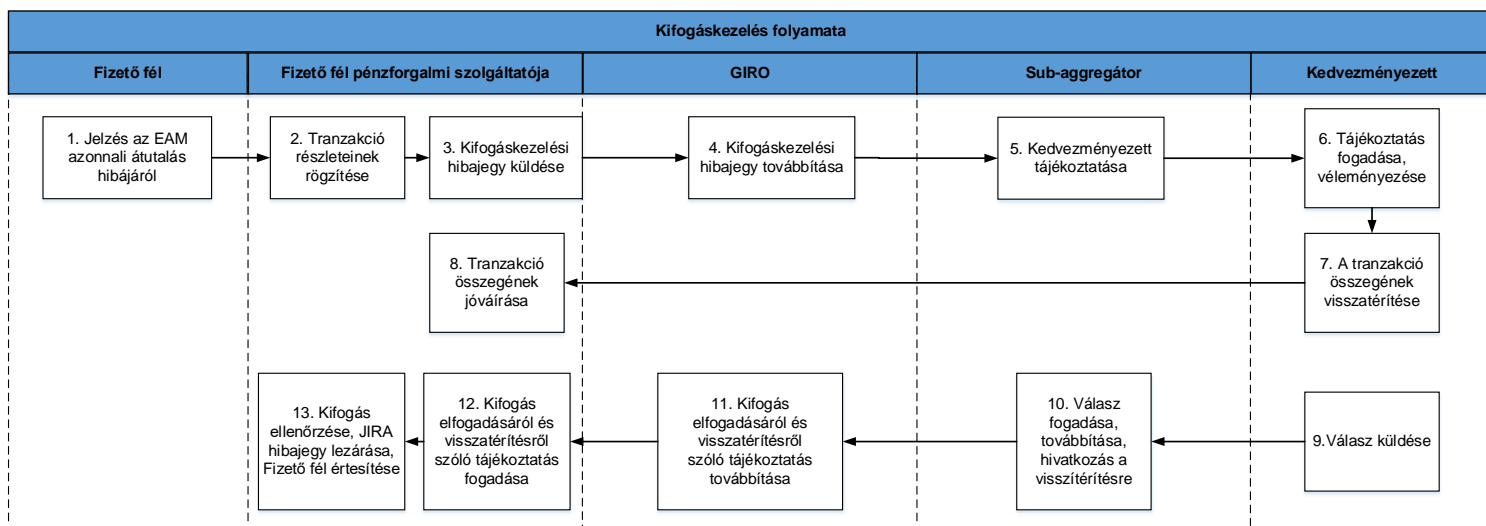 Kifogáskezelés folyamata
Fizető fél
Fizető fél pénzforgalmi szolgáltatója
GIRO
Sub-aggregátor
Kedvezményezett
1. Jelzés az EAM
azonnali átutalás
hibájáról
2. Tranzakció
részleteinek
rögzítése
3. Kifogáskezelési
hibajegy küldése
4. Kifogáskezelési
hibajegy továbbítása
5. Kedvezményezett
tájékoztatása
6. Tájékoztatás
fogadása,
véleményezése
7. A tranzakció
összegének
visszatérítése
8. Tranzakció
összegének
jóváírása
9.Válasz küldése
10. Válasz
fogadása,
továbbítása,
hivatkozás a
visszítérítésre
11. Kifogás
elfogadásáról és
visszatérítésről
szóló tájékoztatás
továbbítása
12. Kifogás
elfogadásáról és
visszatérítésről
szóló tájékoztatás
fogadása
13. Kifogás
ellenőrzése, JIRA
hibajegy lezárása,
Fizető fél értesítése